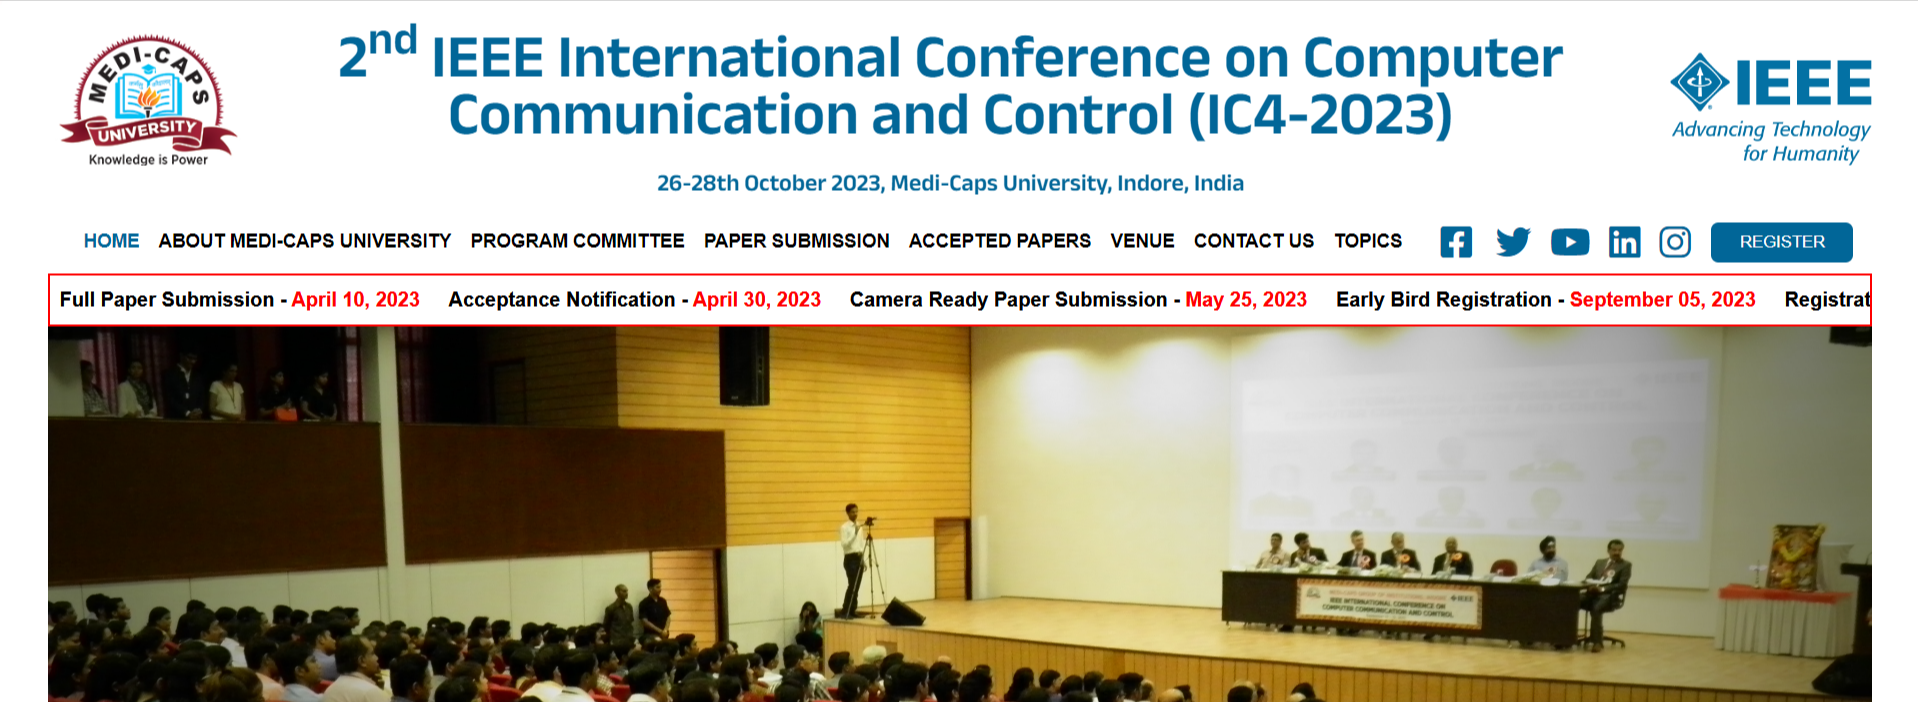 MEDI-CAPS
UNIVERSITY
Knowledge is Power
2nd IEEE International Conference on Computer
Communication and Control (IC4-2023)
26-28th October 2023, Medi-Caps University, Indore, India
IEEE
Advancing Technology
for Humanity
HOME ABOUT MEDI-CAPS UNIVERSITY PROGRAM COMMITTEE PAPER SUBMISSION ACCEPTED PAPERS VENUE CONTACT US TOPICS REGISTER
Full Paper Submission - April 10, 2023 Acceptance Notification - April 30, 2023 Camera Ready Paper Submission - May 25, 2023 Early Bird Registration - September 05, 2023 Registrat
IEEE
IEEE INTERNATIONAL CONFERENCE ON
COMPUTER COMMUNICATION AND CONTROL